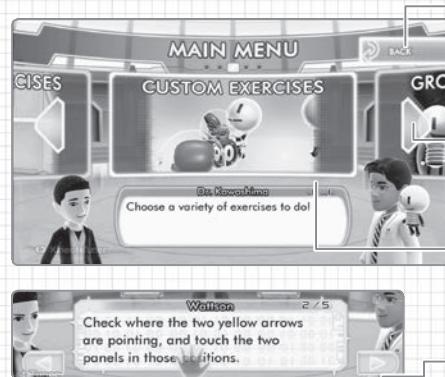 MAIN MENU
BACK
CISES
CUSTOM EXERCISES
GRO
Dr. Kawashima
Choose a variety of exercises to do!
Wattson
2/5
Check where the two yellow arrows
are pointing, and touch the two
panels in those positions.